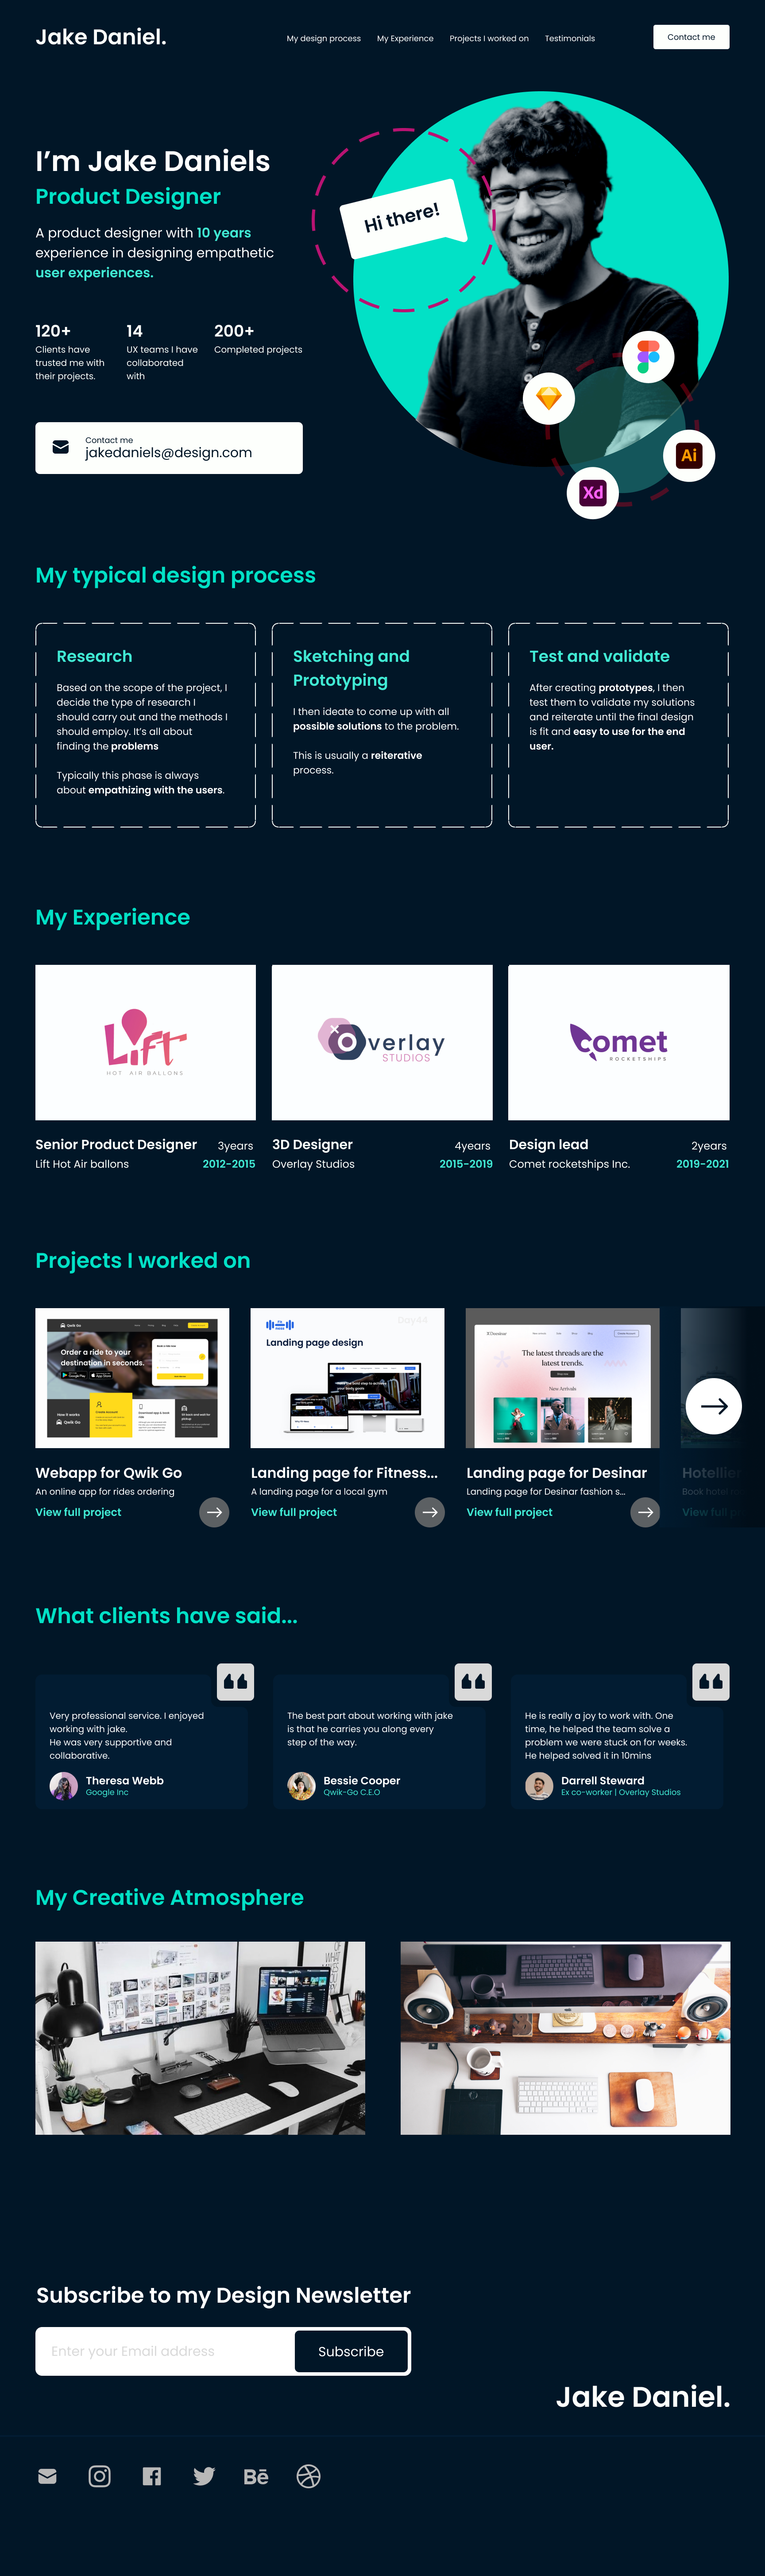 Jake Daniel.
My design process
My Experience
Projects I worked on
Testimonials
Contact me
I'm Jake Daniels
Product Designer
A product designer with 10 years
experience in designing empathetic
user experiences.
Hi there!
120+
Clients have
trusted me with
their projects.
14
UX teams I have
collaborated
with
200+
Completed projects
Contact me
jakedaniels@design.com
Ai
Xd
My typical design process
Research
Based on the scope of the project, I
decide the type of research I
should carry out and the methods I
should employ. It's all about
finding the problems
Typically this phase is always
about empathizing with the users.
Sketching and
Prototyping
I then ideate to come up with all
possible solutions to the problem.
This is usually a reiterative
process.
Test and validate
After creating prototypes, I then
test them to validate my solutions
and reiterate until the final design
is fit and easy to use for the end
user.
My Experience
Lift
HOT AIR BALLONS
Overlay
STUDIOS
Comet
ROCKETSHIPS
Senior Product Designer
3years
Lift Hot Air ballons
2012-2015
3D Designer
4years
Overlay Studios
2015-2019
Design lead
2years
Comet rocketships Inc.
2019-2021
Projects I worked on
Qwik Go
Order a ride to your
destination in seconds.
Google Play
App Store
How it works
Qwik Go
Landing page design
The latest threads are the
latest trends.
New Arrivals
Webapp for Qwik Go
An online app for rides ordering
View full project
Landing page for Fitness...
A landing page for a local gym
View full project
Landing page for Desinar
Landing page for Desinar fashion s...
View full project
Hotellier
Book hotel
View full
What clients have said...
Very professional service. I enjoyed
working with jake.
He was very supportive and
collaborative.
Theresa Webb
Google Inc
The best part about working with jake
is that he carries you along every
step of the way.
Bessie Cooper
Qwik-Go C.E.O
He is really a joy to work with. One
time, he helped the team solve a
problem we were stuck on for weeks.
He helped solved it in 10mins
Darrell Steward
Ex co-worker | Overlay Studios
My Creative Atmosphere
Subscribe to my Design Newsletter
Enter your Email address
Subscribe
Jake Daniel.
Bē